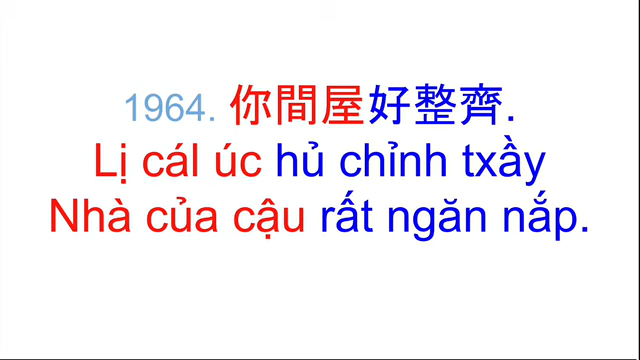 1964. 你間屋好整齊.
Lị cál úc hủ chỉnh txầy
Nhà của cậu rất ngăn nắp.